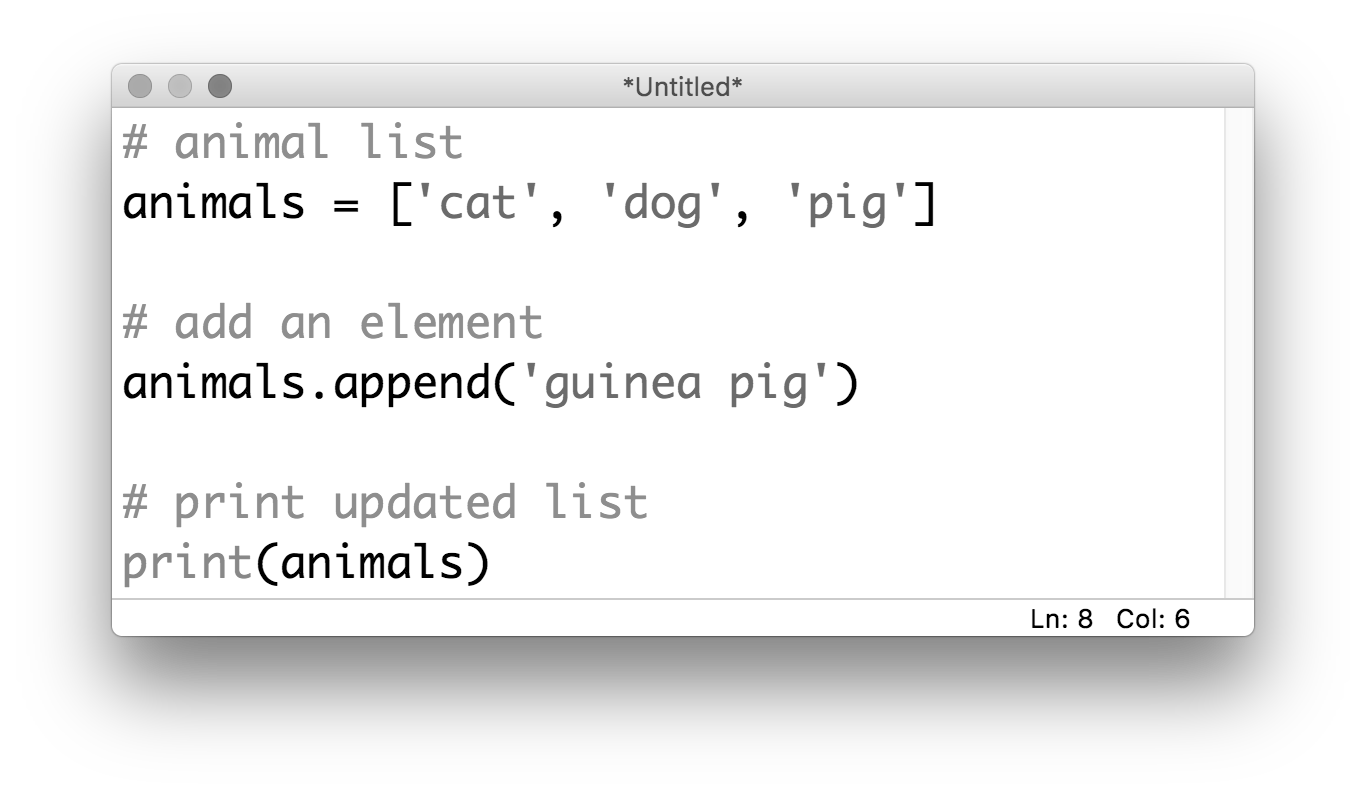 *Untitled*
# animal list
animals = ['cat', 'dog', 'pig']
# add an element
animals.append('guinea pig')
# print updated list
print(animals)
Ln: 8 Col: 6